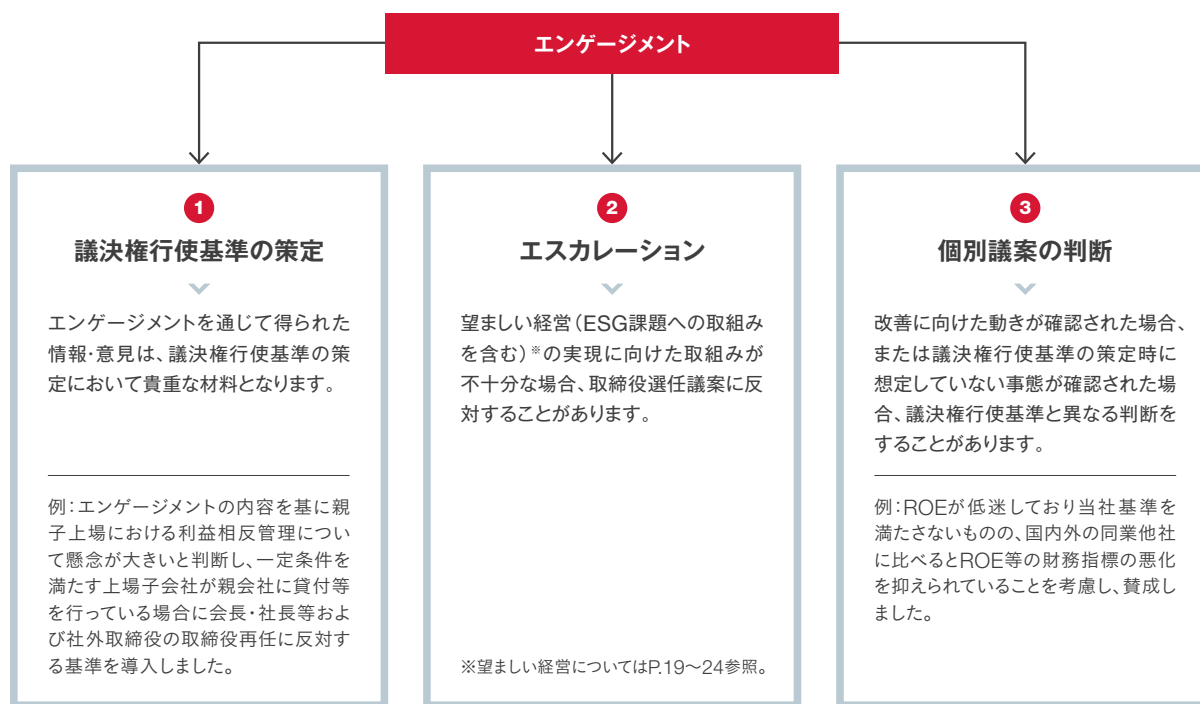 エンゲージメント
1
議決権行使基準の策定
エンゲージメントを通じて得られた
情報・意見は、議決権行使基準の策
定において貴重な材料となります。
例：エンゲージメントの内容を基に親
子上場における利益相反管理につい
て懸念が大きいと判断し、一定条件を
満たす上場子会社が親会社に貸付等
を行っている場合に会長・社長等およ
び社外取締役の取締役再任に反対す
る基準を導入しました。
2
エスカレーション
望ましい経営（ESG課題への取組み
を含む）※の実現に向けた取組みが
不十分な場合、取締役選任議案に反
対することがあります。
※望ましい経営についてはP.19〜24参照。
3
個別議案の判断
改善に向けた動きが確認された場合、
または議決権行使基準の策定時に
想定していない事態が確認された場
合、議決権行使基準と異なる判断を
することがあります。
例：ROEが低迷しており当社基準を
満たさないものの、国内外の同業他社
に比べるとROE等の財務指標の悪化
を抑えられていることを考慮し、賛成し
ました。